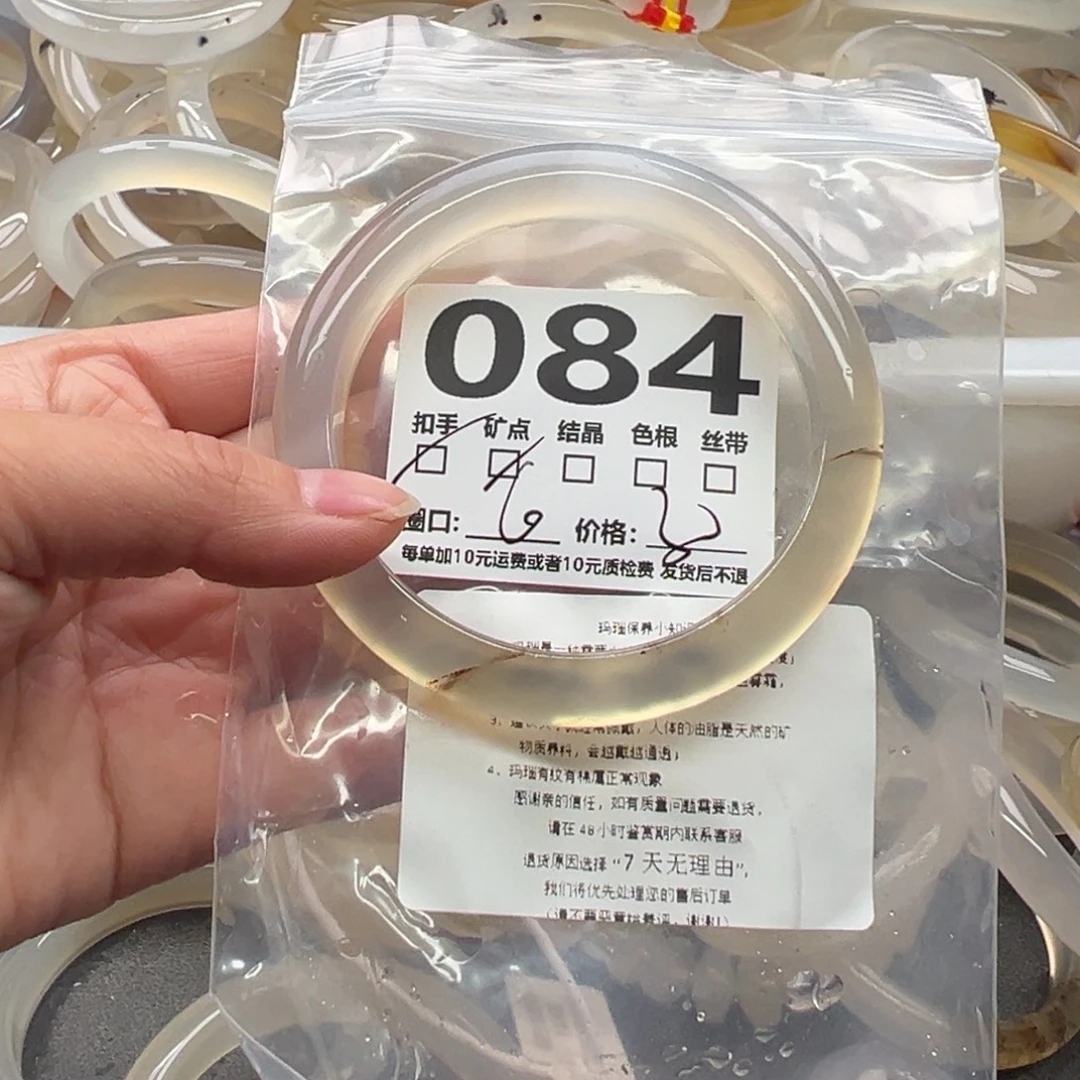 084
扣手 矿点 结晶 色根 丝带
圈口: 价格:
每单加10元运费或者10元质检费 发货后不退
玛瑙保养小知识
物质养料，会越戴越通透；
4、玛瑙有纹有棉属正常现象
感谢亲的信任，如有质量问题需要退货，
请在48小时鉴赏期内联系客服
退货原因选择“7天无理由”，
我们将优先处理您的售后订单